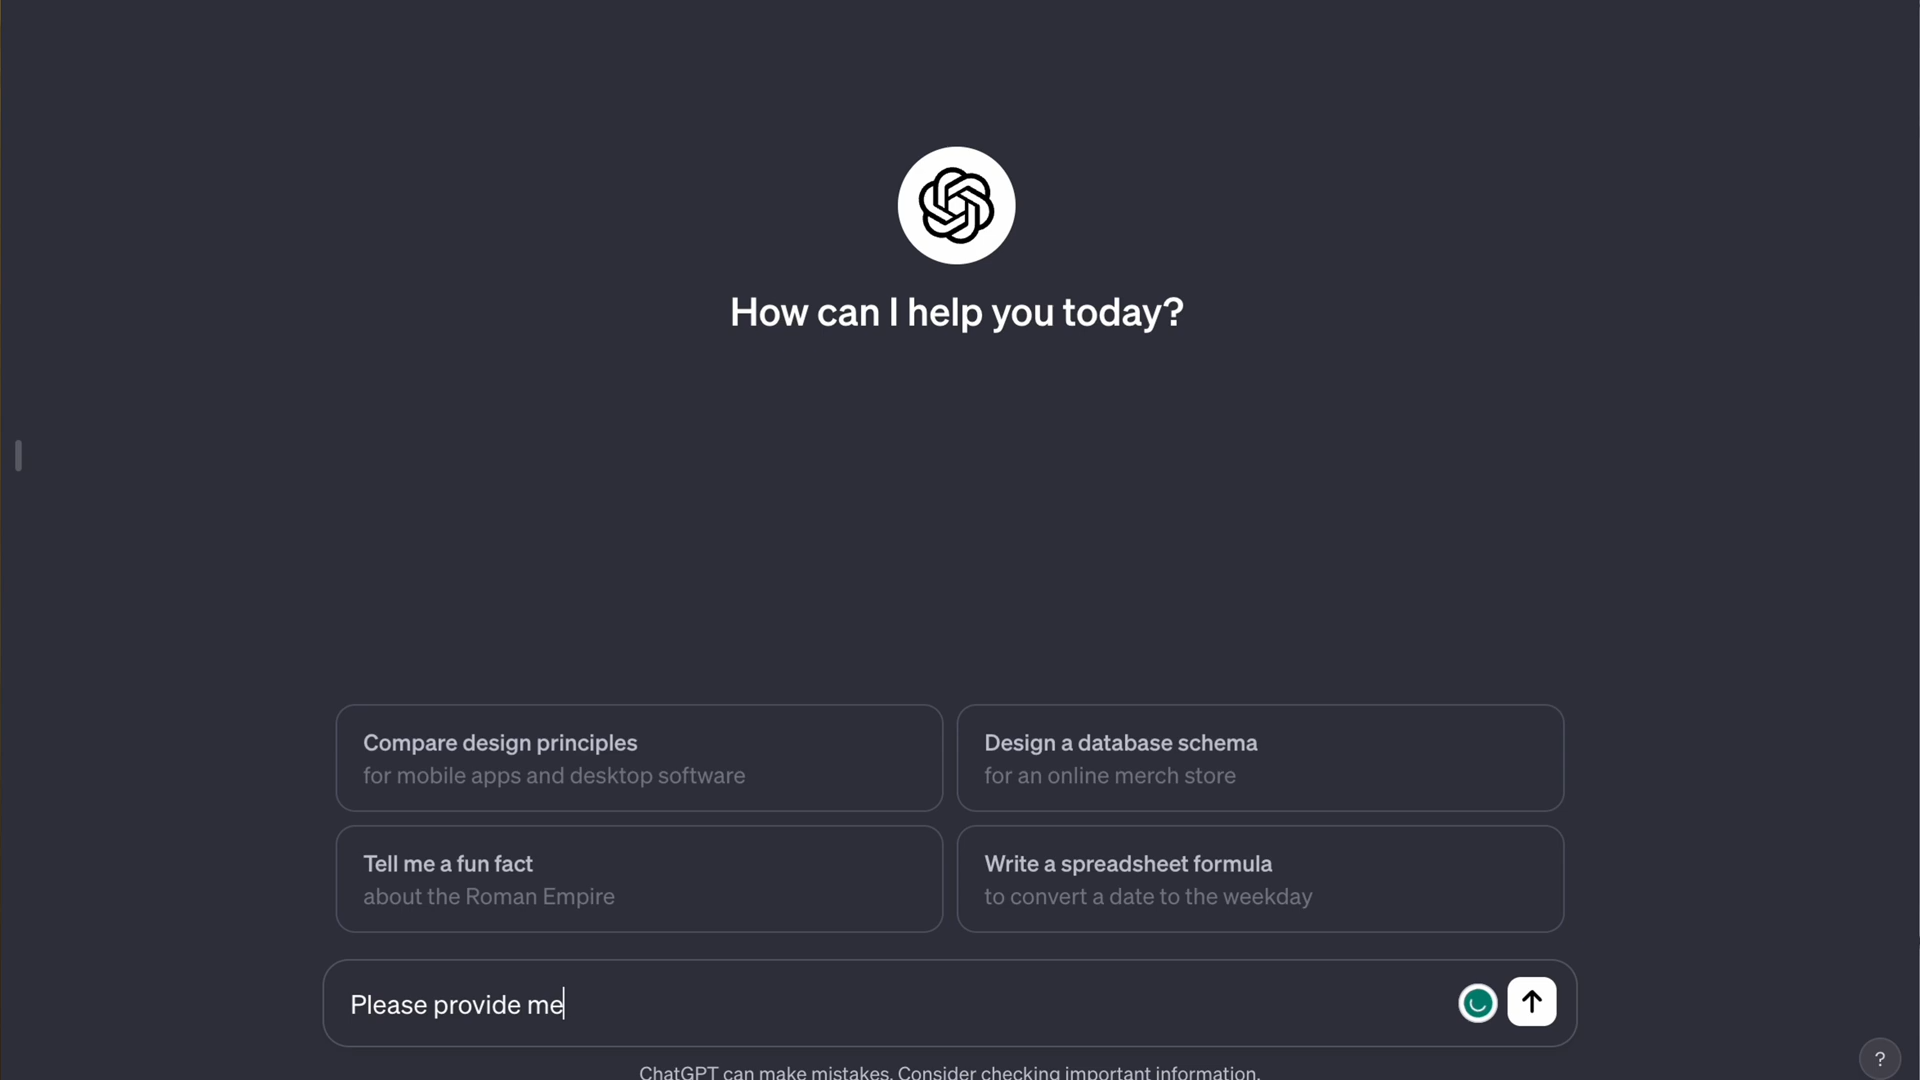 How can I help you today?
Compare design principles
for mobile apps and desktop software
Design a database schema
for an online merch store
Tell me a fun fact
about the Roman Empire
Write a spreadsheet formula
to convert a date to the weekday
Please provide me
ChatGPT can make mistakes. Consider checking important information.
?